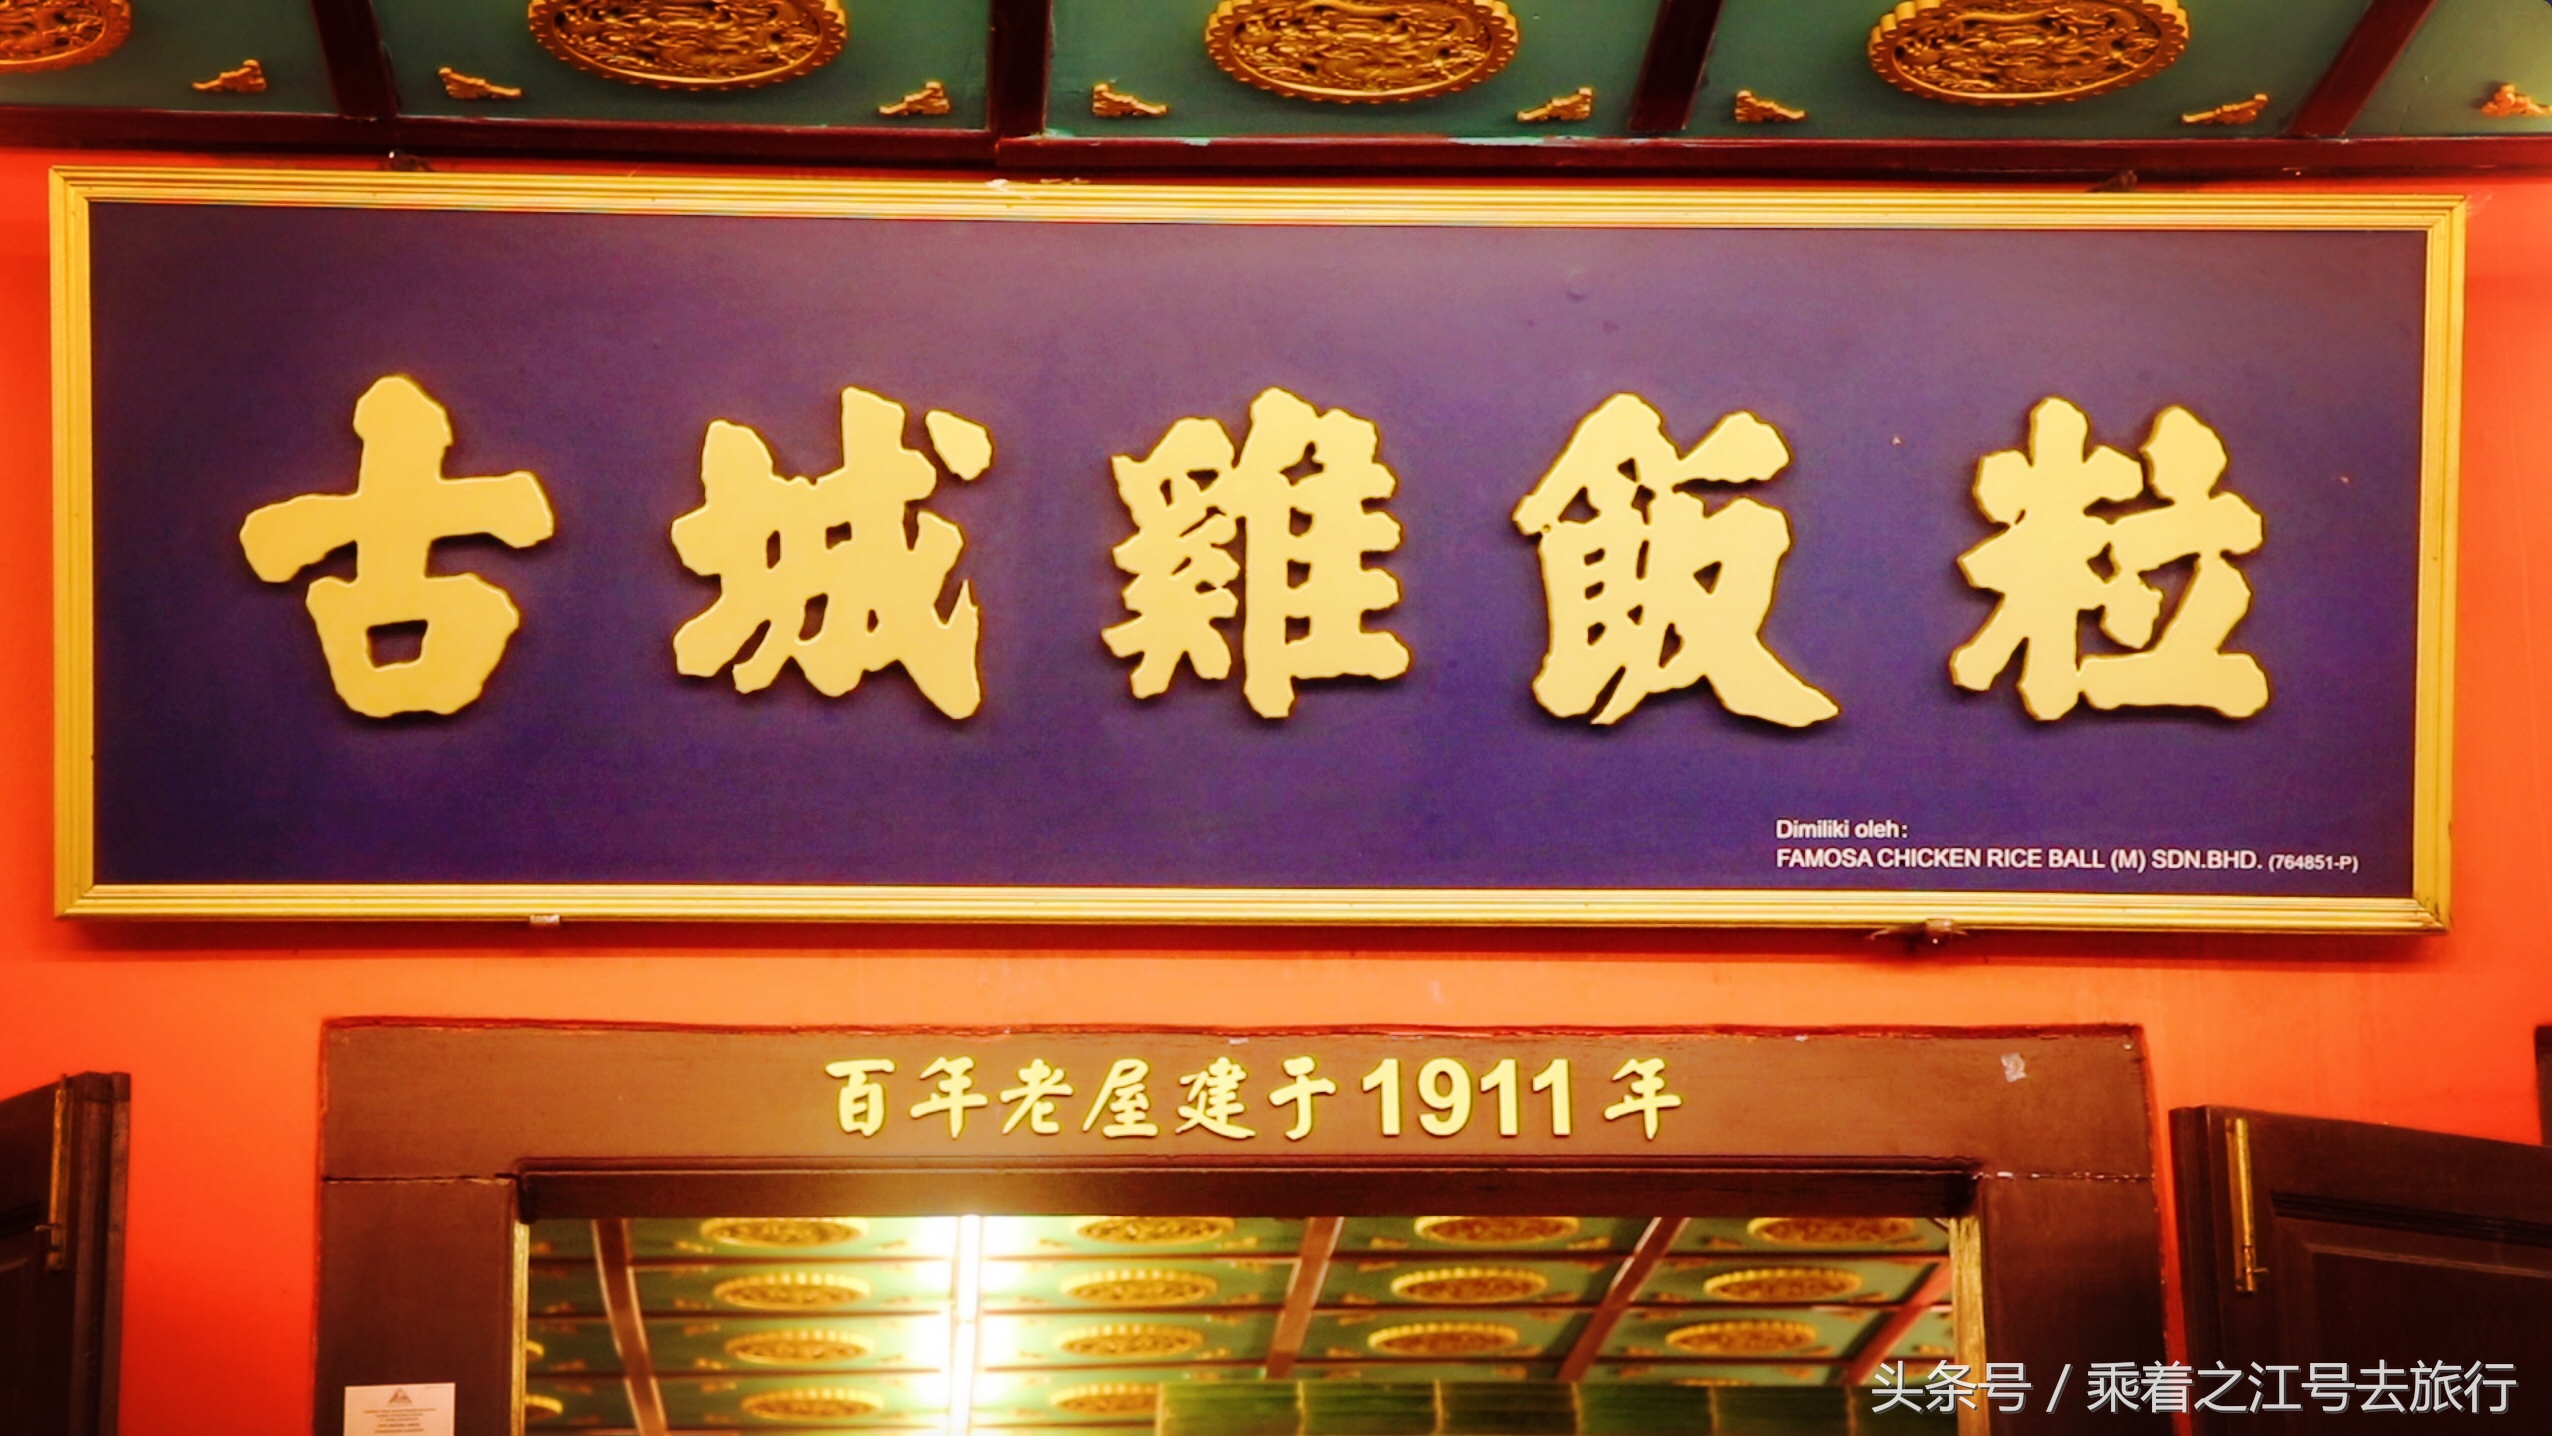 古城雞飯粒
Dimiliki oleh:
FAMOSA CHICKEN RICE BALL (M) SDN.BHD. (764851-P)
百年老屋建于1911年
头条号 / 乘着之江号去旅行